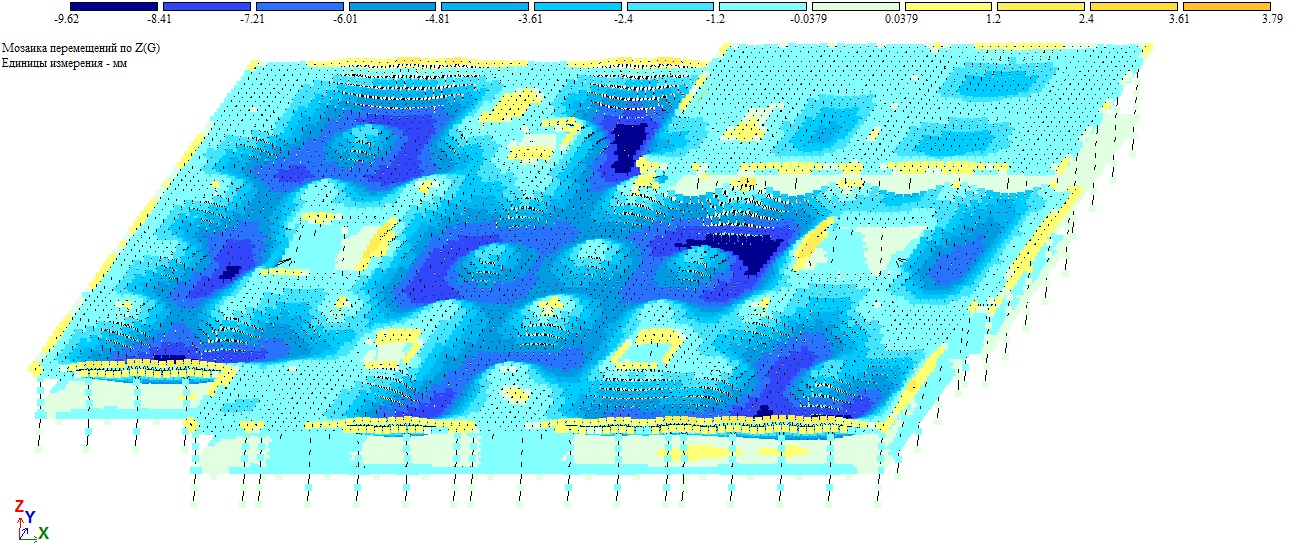 -9.62 -8.41 -7.21 -6.01 -4.81 -3.61 -2.4 -1.2 -0.0379 0.0379 1.2 2.4 3.61 3.79
Мозаика перемещений по Z(G)
Единицы измерения - мм
Z
Y
X